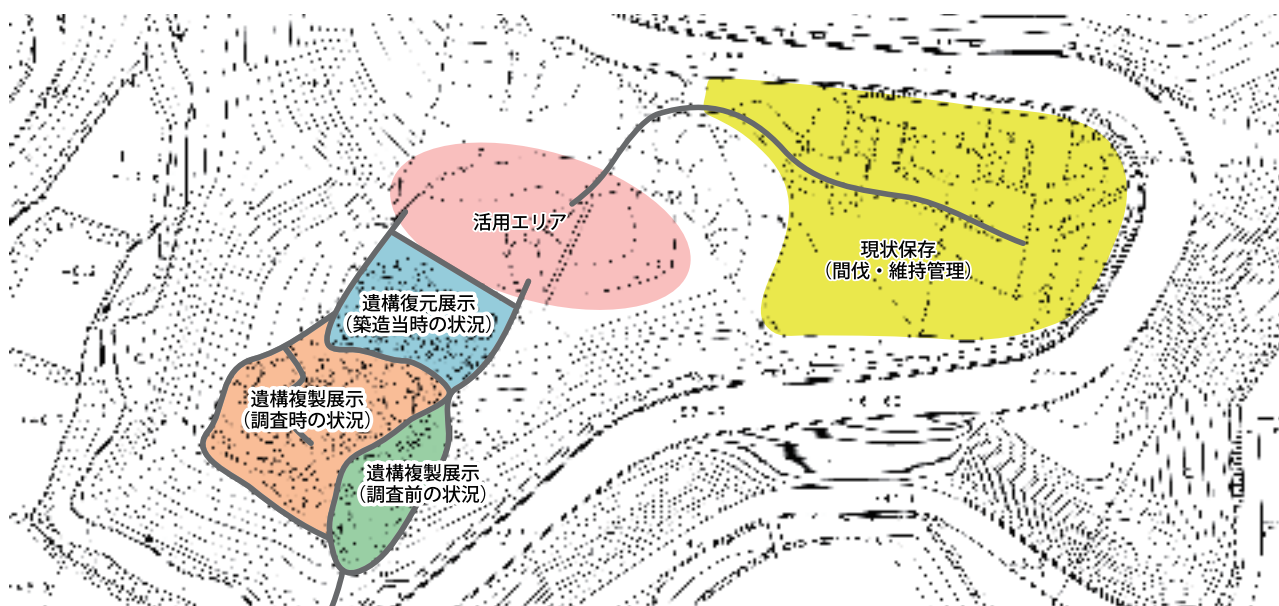 活用エリア
現状保存
（間伐・維持管理）
遺構復元展示
（築造当時の状況）
遺構複製展示
（調査時の状況）
遺構複製展示
（調査前の状況）